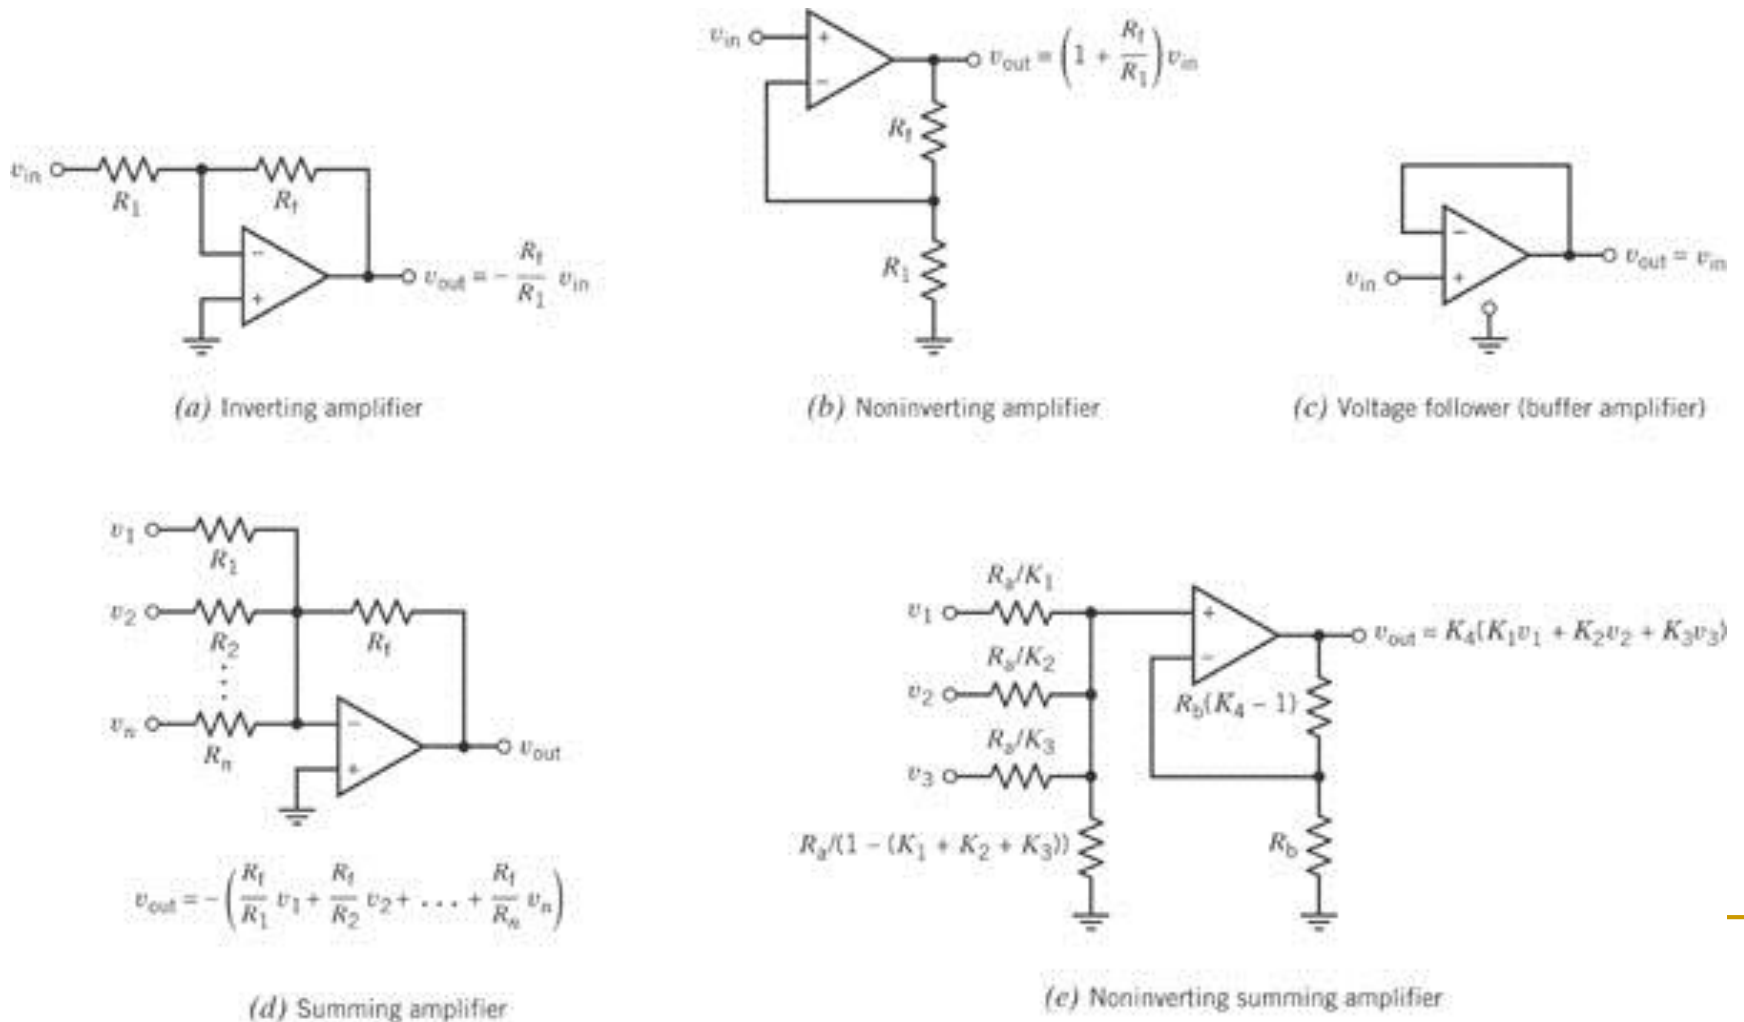 v_in
R_1
R_f
−
+
v_out = − R_f/R_1 v_in
(a) Inverting amplifier
v_in
+
−
v_out = (1 + R_f/R_1) v_in
R_f
R_1
(b) Noninverting amplifier
−
+
v_in
v_out = v_in
(c) Voltage follower (buffer amplifier)
v_1
R_1
v_2
R_2
R_f
v_n
R_n
−
+
v_out
v_out = −(R_f/R_1 v_1 + R_f/R_2 v_2 + ... + R_f/R_n v_n)
(d) Summing amplifier
R_a/K_1
v_1
R_a/K_2
v_2
R_a/K_3
v_3
R_a/(1 − (K_1 + K_2 + K_3))
+
−
v_out = K_4(K_1v_1 + K_2v_2 + K_3v_3)
R_b(K_4 − 1)
R_b
(e) Noninverting summing amplifier